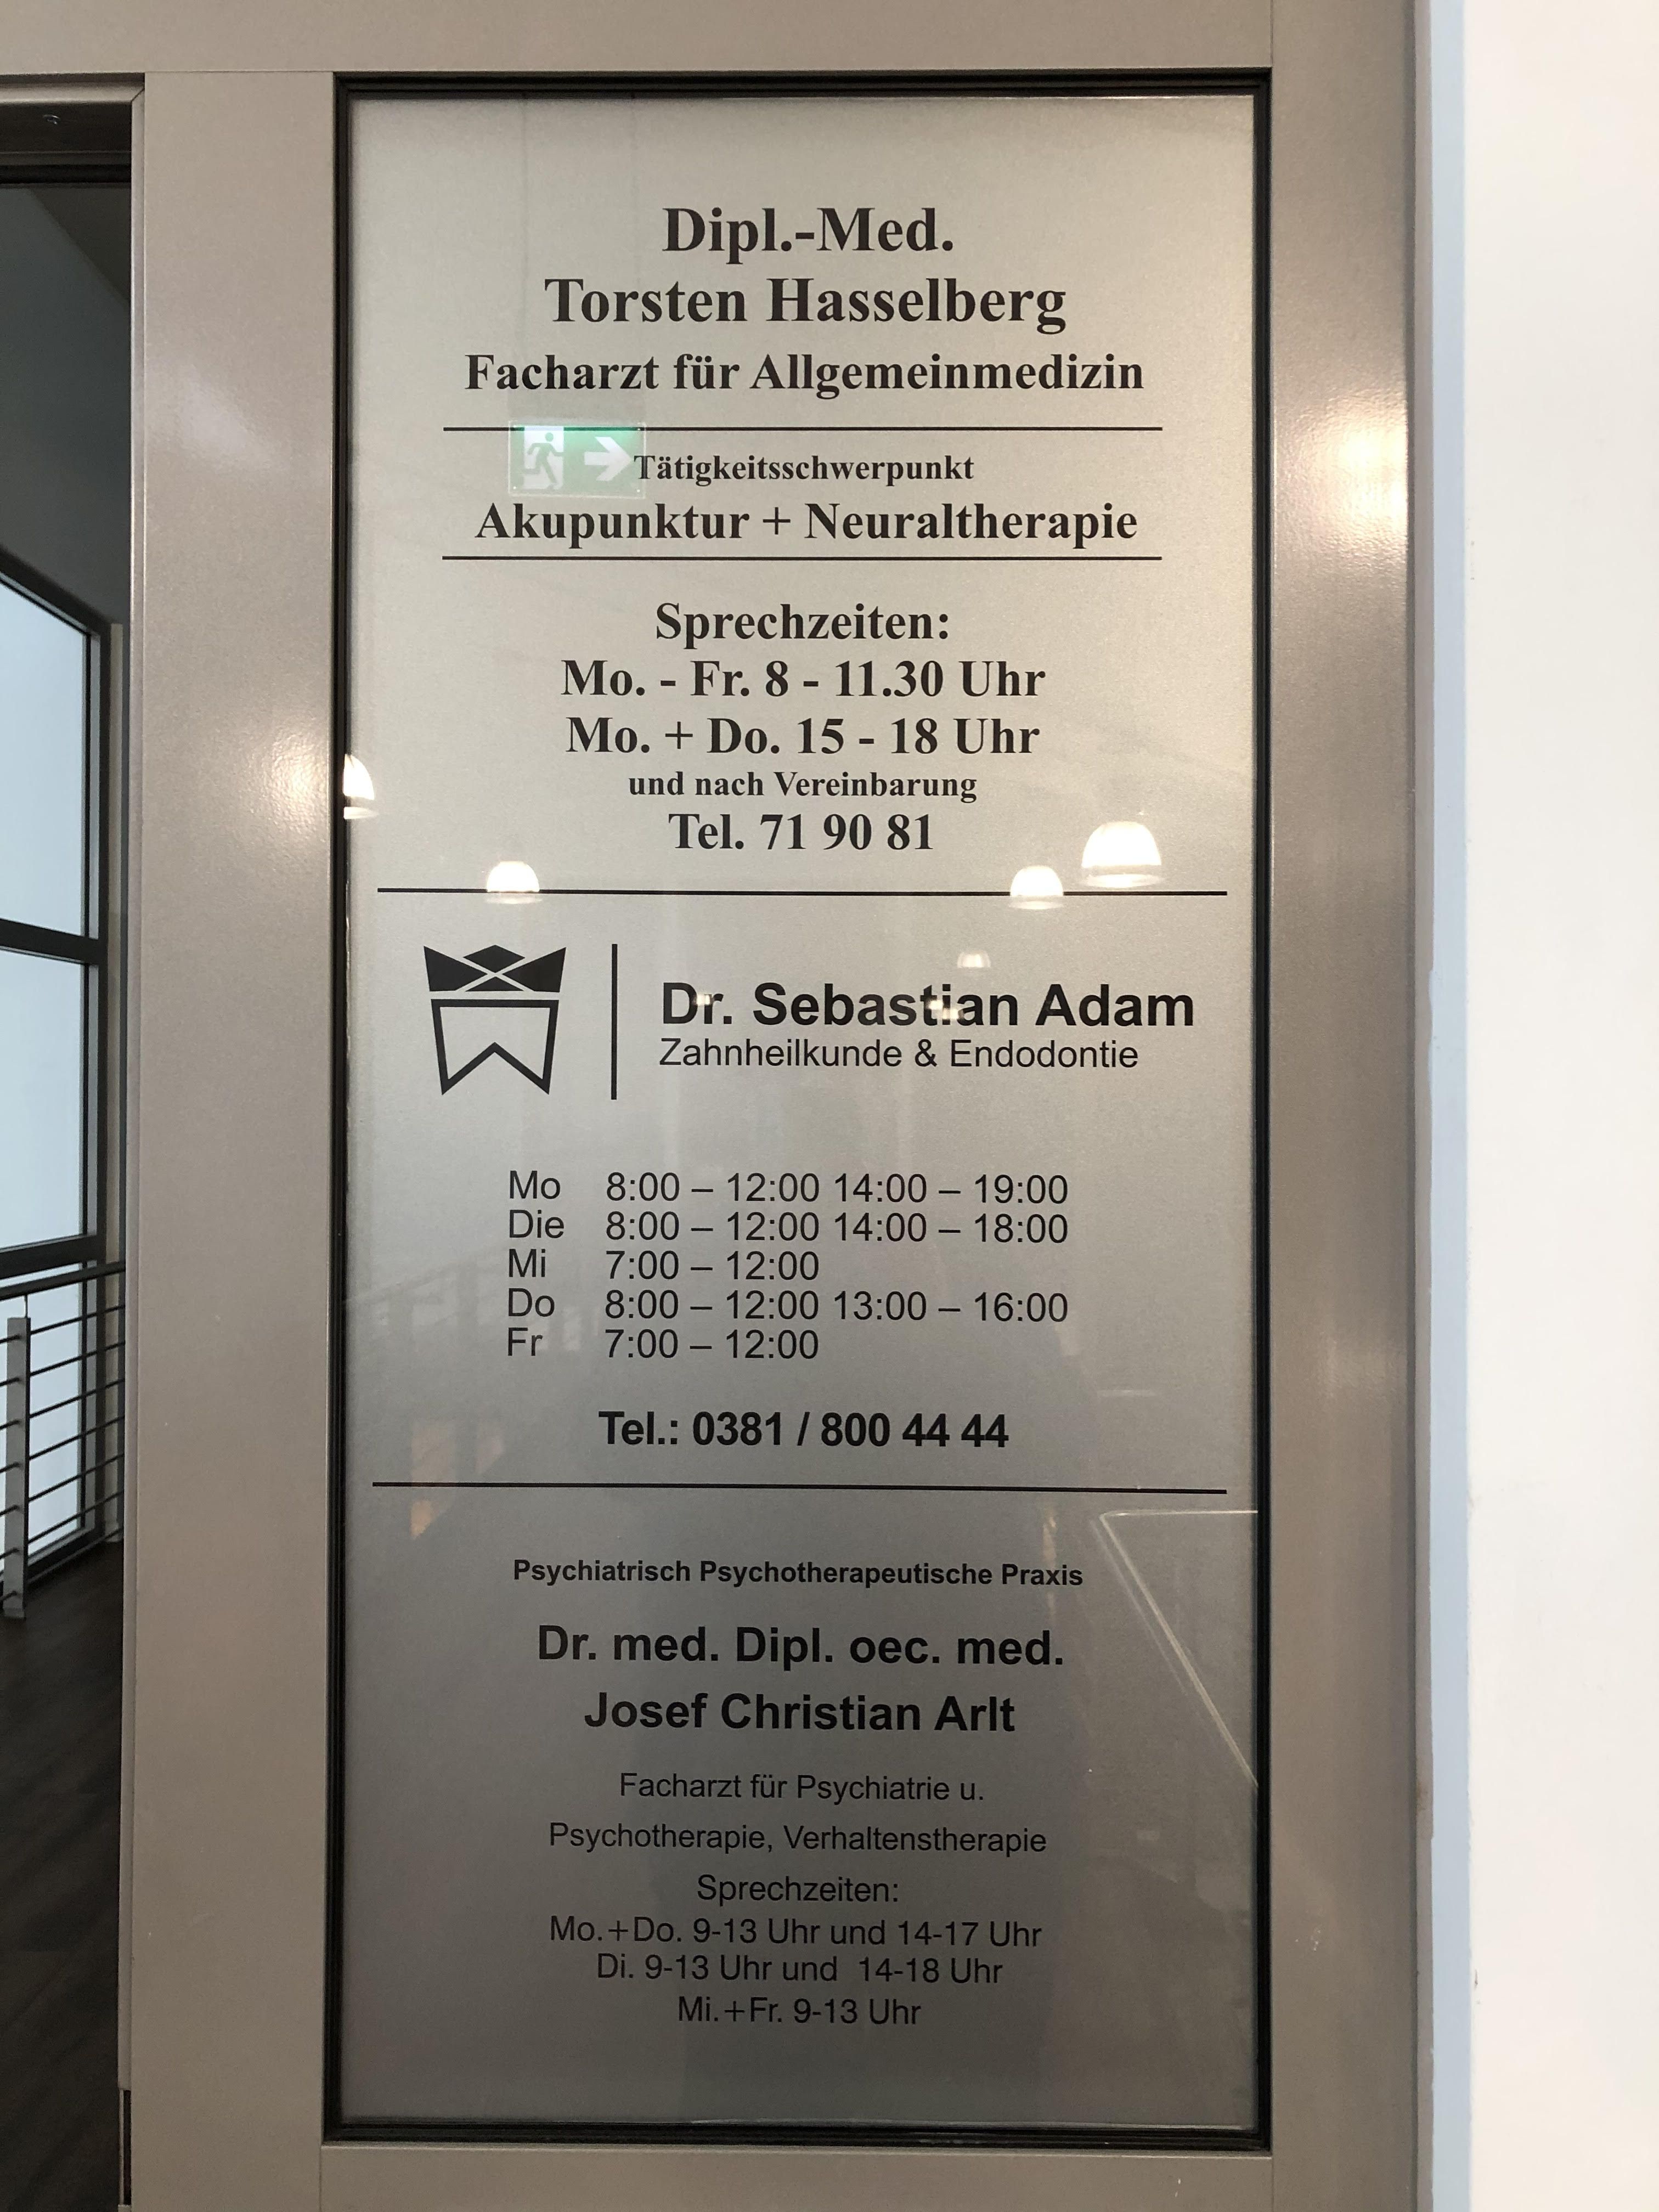 Dipl.-Med.
Torsten Hasselberg
Facharzt für Allgemeinmedizin
Tätigkeitsschwerpunkt
Akupunktur + Neuraltherapie
Sprechzeiten:
Mo. - Fr. 8 - 11.30 Uhr
Mo. + Do. 15 - 18 Uhr
und nach Vereinbarung
Tel. 71 90 81
Dr. Sebastian Adam
Zahnheilkunde & Endodontie
Mo 8:00 – 12:00 14:00 – 19:00
Die 8:00 – 12:00 14:00 – 18:00
Mi 7:00 – 12:00
Do 8:00 – 12:00 13:00 – 16:00
Fr 7:00 – 12:00
Tel.: 0381 / 800 44 44
Psychiatrisch Psychotherapeutische Praxis
Dr. med. Dipl. oec. med.
Josef Christian Arlt
Facharzt für Psychiatrie u.
Psychotherapie, Verhaltenstherapie
Sprechzeiten:
Mo.+Do. 9-13 Uhr und 14-17 Uhr
Di. 9-13 Uhr und 14-18 Uhr
Mi.+Fr. 9-13 Uhr